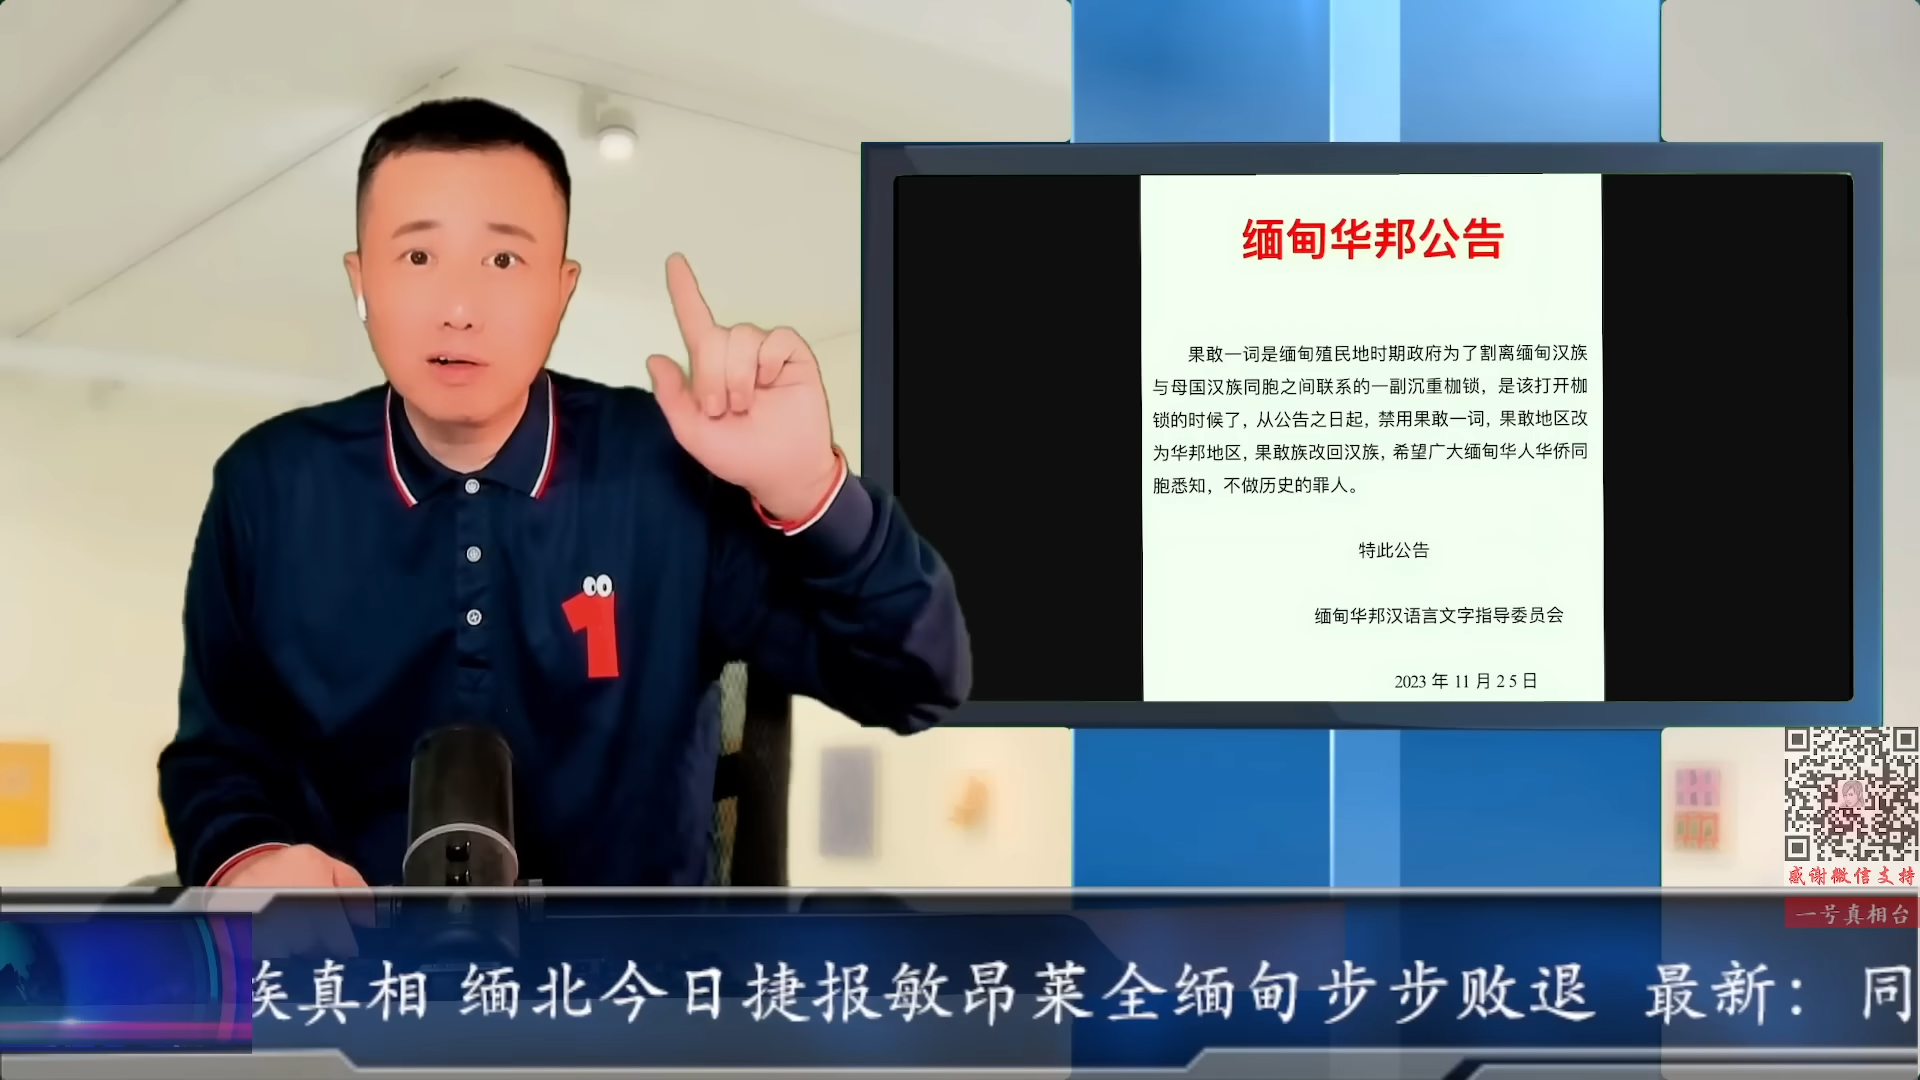 缅甸华邦公告
果敢一词是缅甸殖民地时期政府为了割离缅甸汉族
与母国汉族同胞之间联系的一副沉重枷锁，是该打开枷
锁的时候了，从公告之日起，禁用果敢一词，果敢地区改
为华邦地区，果敢族改回汉族，希望广大缅甸华人华侨同
胞悉知，不做历史的罪人。
特此公告
缅甸华邦汉语言文字指导委员会
2023 年 11 月 2 5 日
1
感谢微信支持
一号真相台
族真相 缅北今日捷报敏昂莱全缅甸步步败退 最新： 同